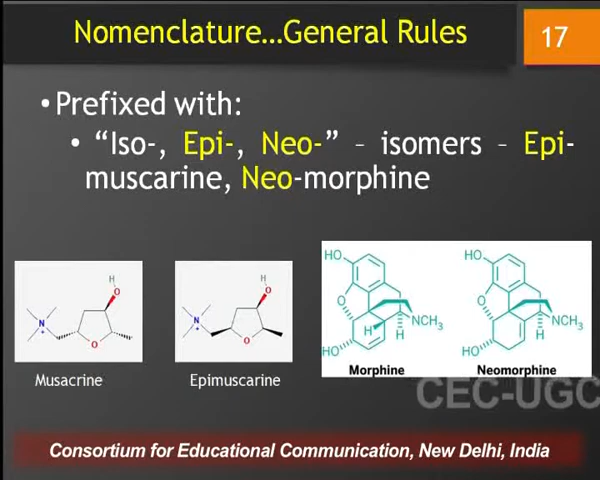 Nomenclature...General Rules
17
•Prefixed with:
• “Iso-, Epi-, Neo-” – isomers – Epi-
muscarine, Neo-morphine
H
O
N
+
O
H
O
N
+
O
HO
O
H
H
NCH₃
HO
HO
O
H
NCH₃
HO
Musacrine
Epimuscarine
Morphine
Neomorphine
CEC-UGC
Consortium for Educational Communication, New Delhi, India